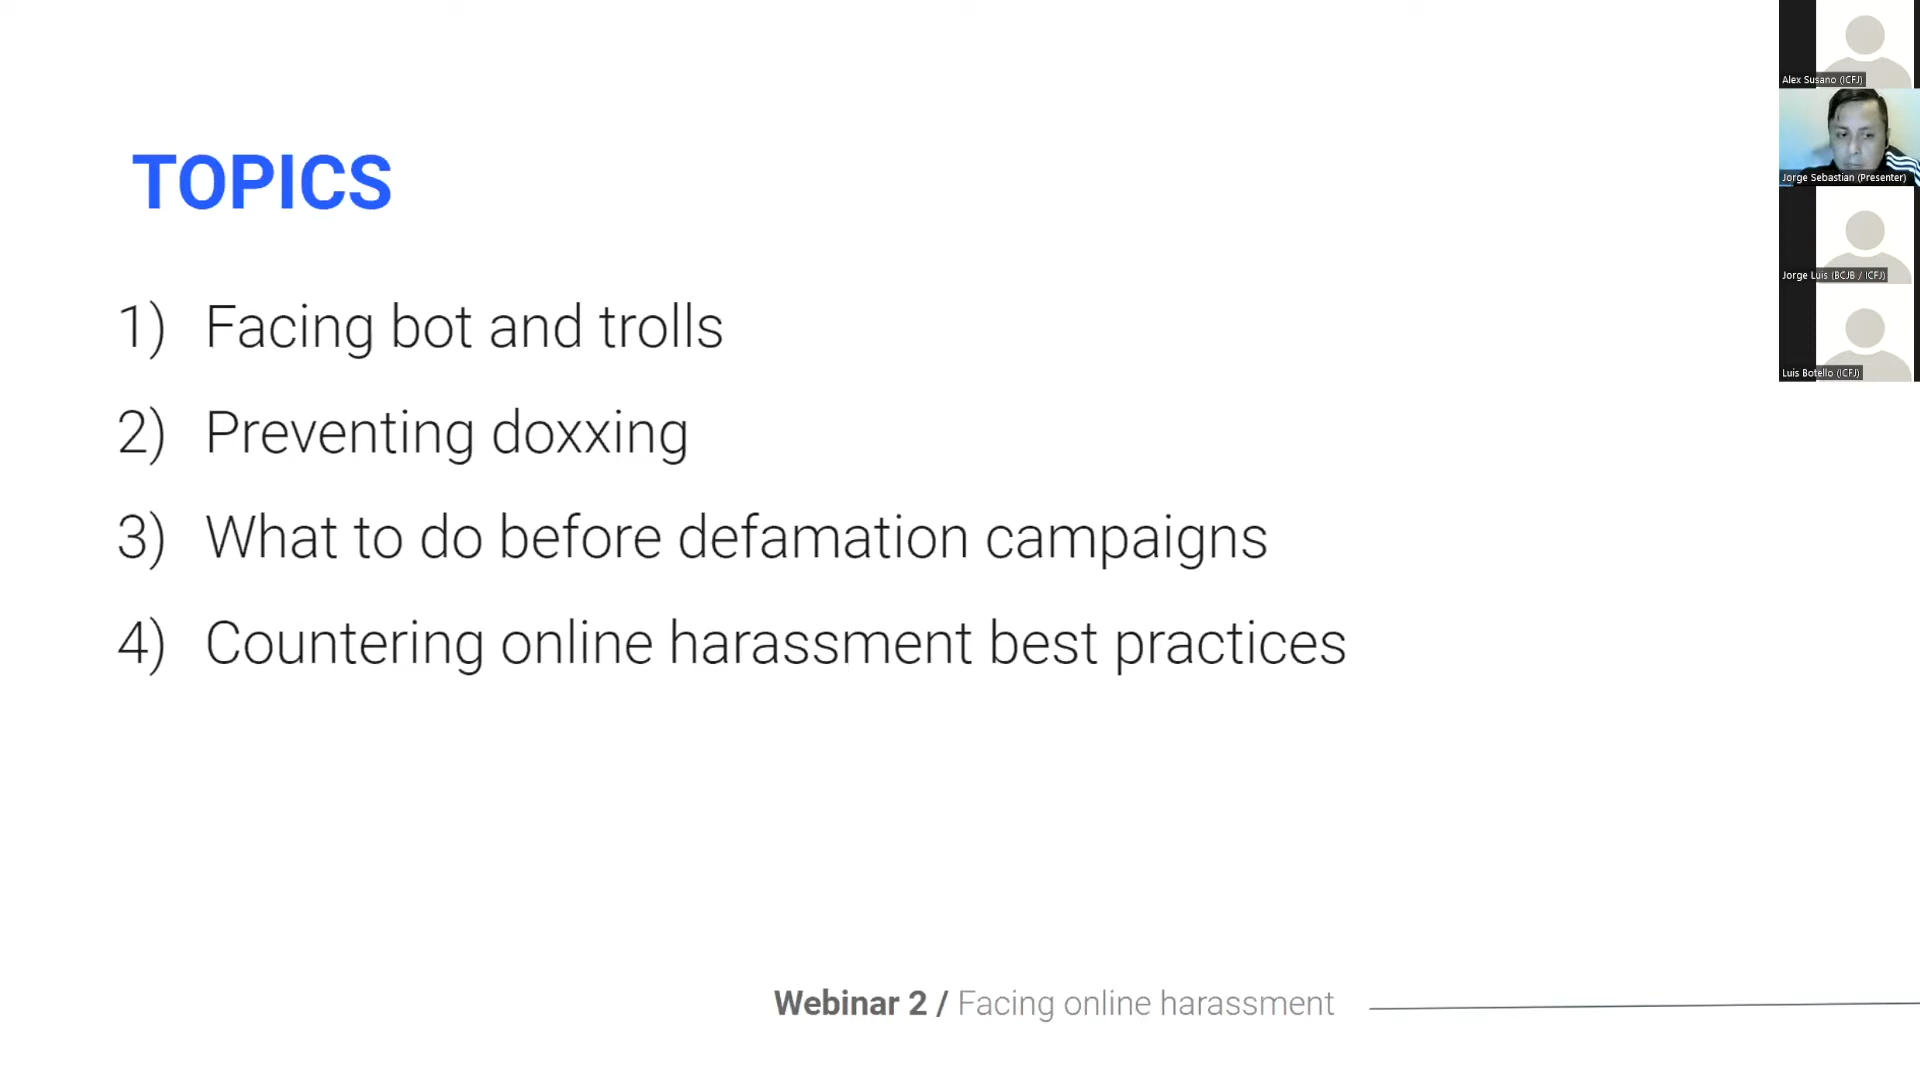 TOPICS
1) Facing bot and trolls
2) Preventing doxxing
3) What to do before defamation campaigns
4) Countering online harassment best practices
Webinar 2 / Facing online harassment
Alex Susano (ICFJ)
Jorge Sebastian (Presenter)
Jorge Luis (BCJB / ICFJ)
Luis Botello (ICFJ)